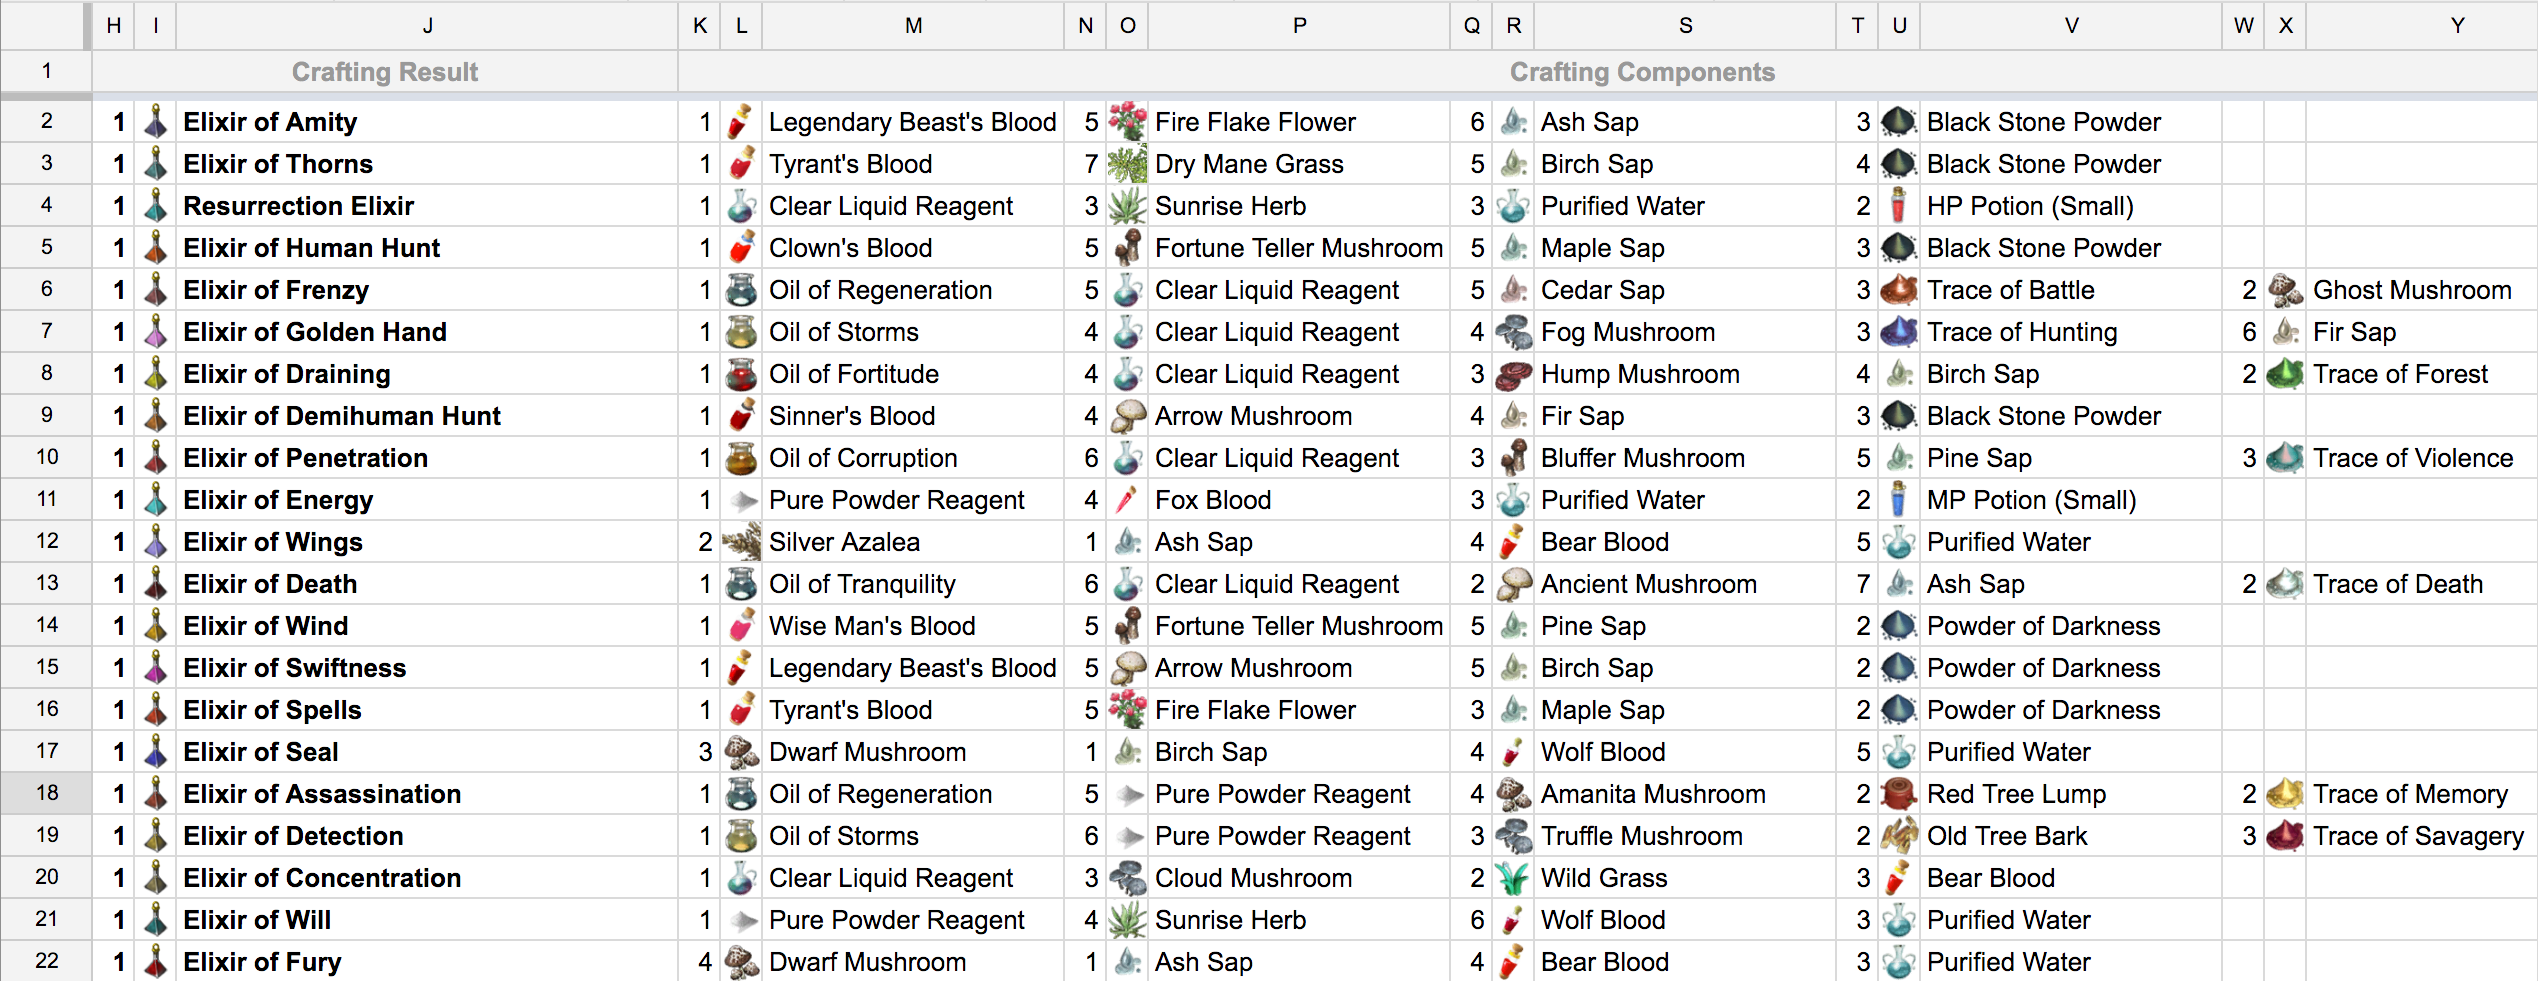 H I J K L M N O P Q R S T U V W X Y
1 Crafting Result Crafting Components
2 1 Elixir of Amity 1 Legendary Beast's Blood 5 Fire Flake Flower 6 Ash Sap 3 Black Stone Powder
3 1 Elixir of Thorns 1 Tyrant's Blood 7 Dry Mane Grass 5 Birch Sap 4 Black Stone Powder
4 1 Resurrection Elixir 1 Clear Liquid Reagent 3 Sunrise Herb 3 Purified Water 2 HP Potion (Small)
5 1 Elixir of Human Hunt 1 Clown's Blood 5 Fortune Teller Mushroom 5 Maple Sap 3 Black Stone Powder
6 1 Elixir of Frenzy 1 Oil of Regeneration 5 Clear Liquid Reagent 5 Cedar Sap 3 Trace of Battle 2 Ghost Mushroom
7 1 Elixir of Golden Hand 1 Oil of Storms 4 Clear Liquid Reagent 4 Fog Mushroom 3 Trace of Hunting 6 Fir Sap
8 1 Elixir of Draining 1 Oil of Fortitude 4 Clear Liquid Reagent 3 Hump Mushroom 4 Birch Sap 2 Trace of Forest
9 1 Elixir of Demihuman Hunt 1 Sinner's Blood 4 Arrow Mushroom 4 Fir Sap 3 Black Stone Powder
10 1 Elixir of Penetration 1 Oil of Corruption 6 Clear Liquid Reagent 3 Bluffer Mushroom 5 Pine Sap 3 Trace of Violence
11 1 Elixir of Energy 1 Pure Powder Reagent 4 Fox Blood 3 Purified Water 2 MP Potion (Small)
12 1 Elixir of Wings 2 Silver Azalea 1 Ash Sap 4 Bear Blood 5 Purified Water
13 1 Elixir of Death 1 Oil of Tranquility 6 Clear Liquid Reagent 2 Ancient Mushroom 7 Ash Sap 2 Trace of Death
14 1 Elixir of Wind 1 Wise Man's Blood 5 Fortune Teller Mushroom 5 Pine Sap 2 Powder of Darkness
15 1 Elixir of Swiftness 1 Legendary Beast's Blood 5 Arrow Mushroom 5 Birch Sap 2 Powder of Darkness
16 1 Elixir of Spells 1 Tyrant's Blood 5 Fire Flake Flower 3 Maple Sap 2 Powder of Darkness
17 1 Elixir of Seal 3 Dwarf Mushroom 1 Birch Sap 4 Wolf Blood 5 Purified Water
18 1 Elixir of Assassination 1 Oil of Regeneration 5 Pure Powder Reagent 4 Amanita Mushroom 2 Red Tree Lump 2 Trace of Memory
19 1 Elixir of Detection 1 Oil of Storms 6 Pure Powder Reagent 3 Truffle Mushroom 2 Old Tree Bark 3 Trace of Savagery
20 1 Elixir of Concentration 1 Clear Liquid Reagent 3 Cloud Mushroom 2 Wild Grass 3 Bear Blood
21 1 Elixir of Will 1 Pure Powder Reagent 4 Sunrise Herb 6 Wolf Blood 3 Purified Water
22 1 Elixir of Fury 4 Dwarf Mushroom 1 Ash Sap 4 Bear Blood 3 Purified Water